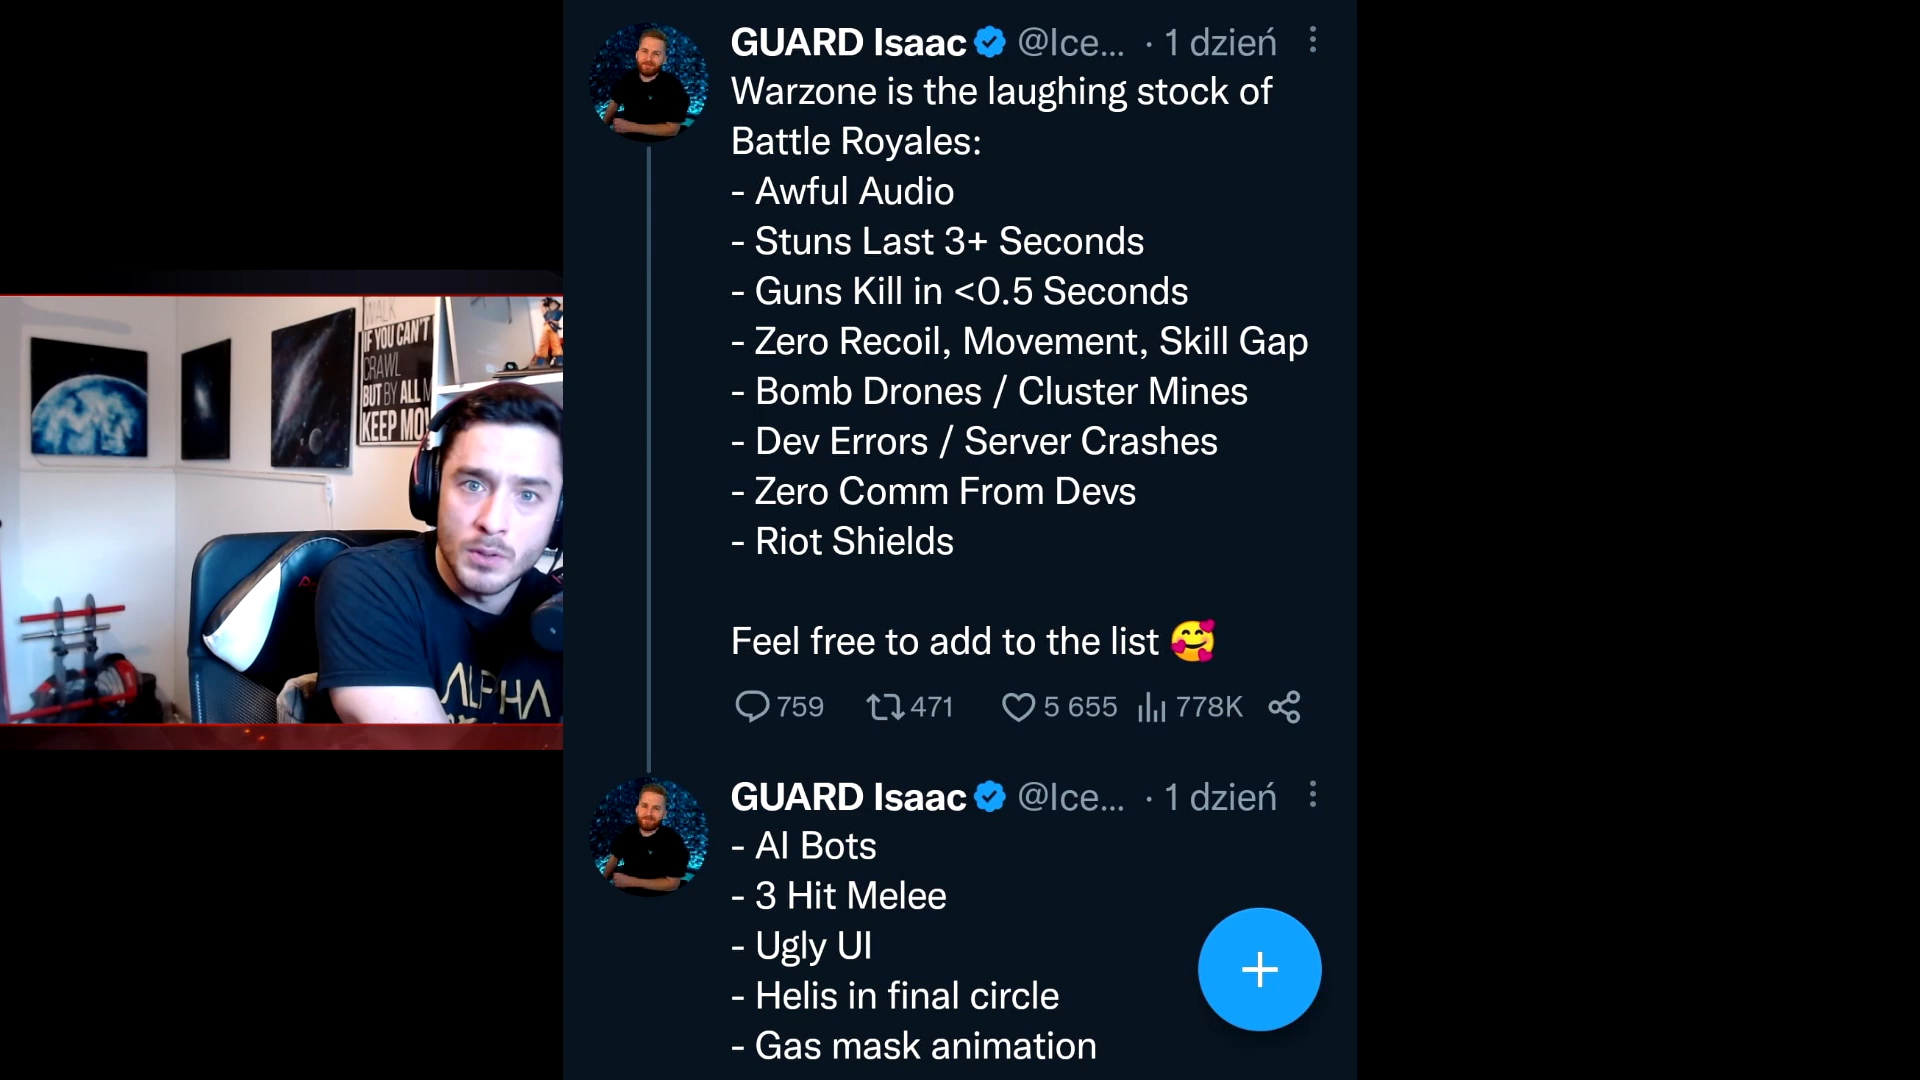 GUARD Isaac @Ice... · 1 dzień
Warzone is the laughing stock of
Battle Royales:
- Awful Audio
- Stuns Last 3+ Seconds
- Guns Kill in <0.5 Seconds
- Zero Recoil, Movement, Skill Gap
- Bomb Drones / Cluster Mines
- Dev Errors / Server Crashes
- Zero Comm From Devs
- Riot Shields
Feel free to add to the list 🥰
759 471 5 655 778K
GUARD Isaac @Ice... · 1 dzień
- AI Bots
- 3 Hit Melee
- Ugly UI
- Helis in final circle
- Gas mask animation
WALK
IF YOU CAN'T
CRAWL
BUT BY ALL M
KEEP MOV
ALPHA